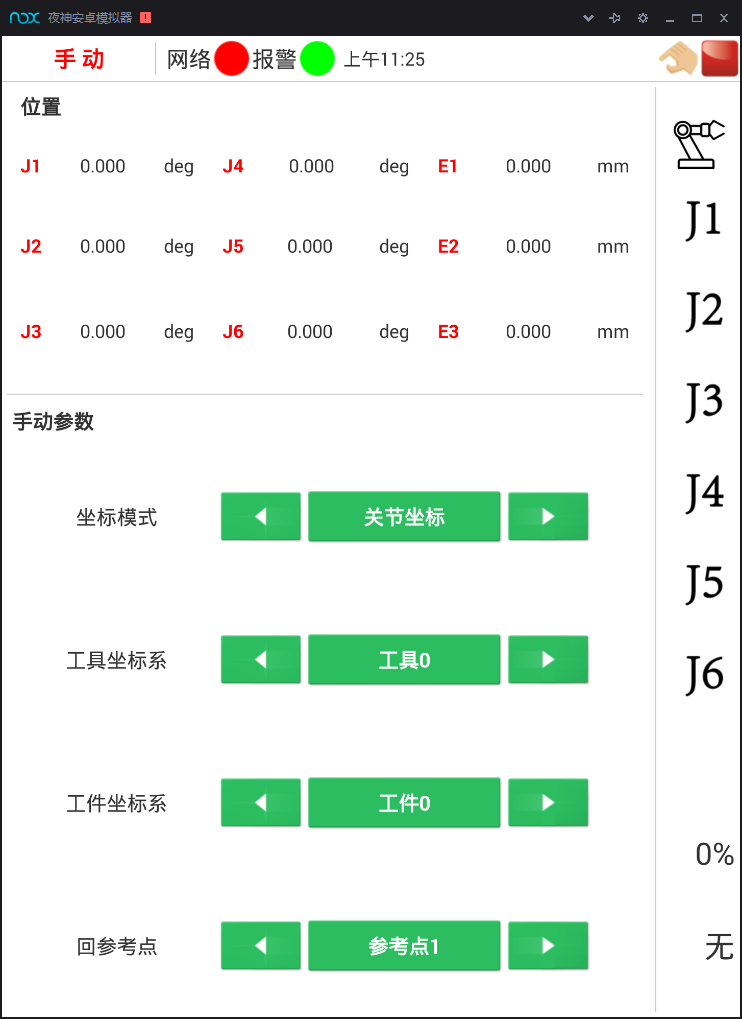 nox 夜神安卓模拟器
手动 网络 报警 上午11:25
位置
J1 0.000 deg J4 0.000 deg E1 0.000 mm
J2 0.000 deg J5 0.000 deg E2 0.000 mm
J3 0.000 deg J6 0.000 deg E3 0.000 mm
手动参数
坐标模式 关节坐标
工具坐标系 工具0
工件坐标系 工件0
回参考点 参考点1
J1
J2
J3
J4
J5
J6
0%
无